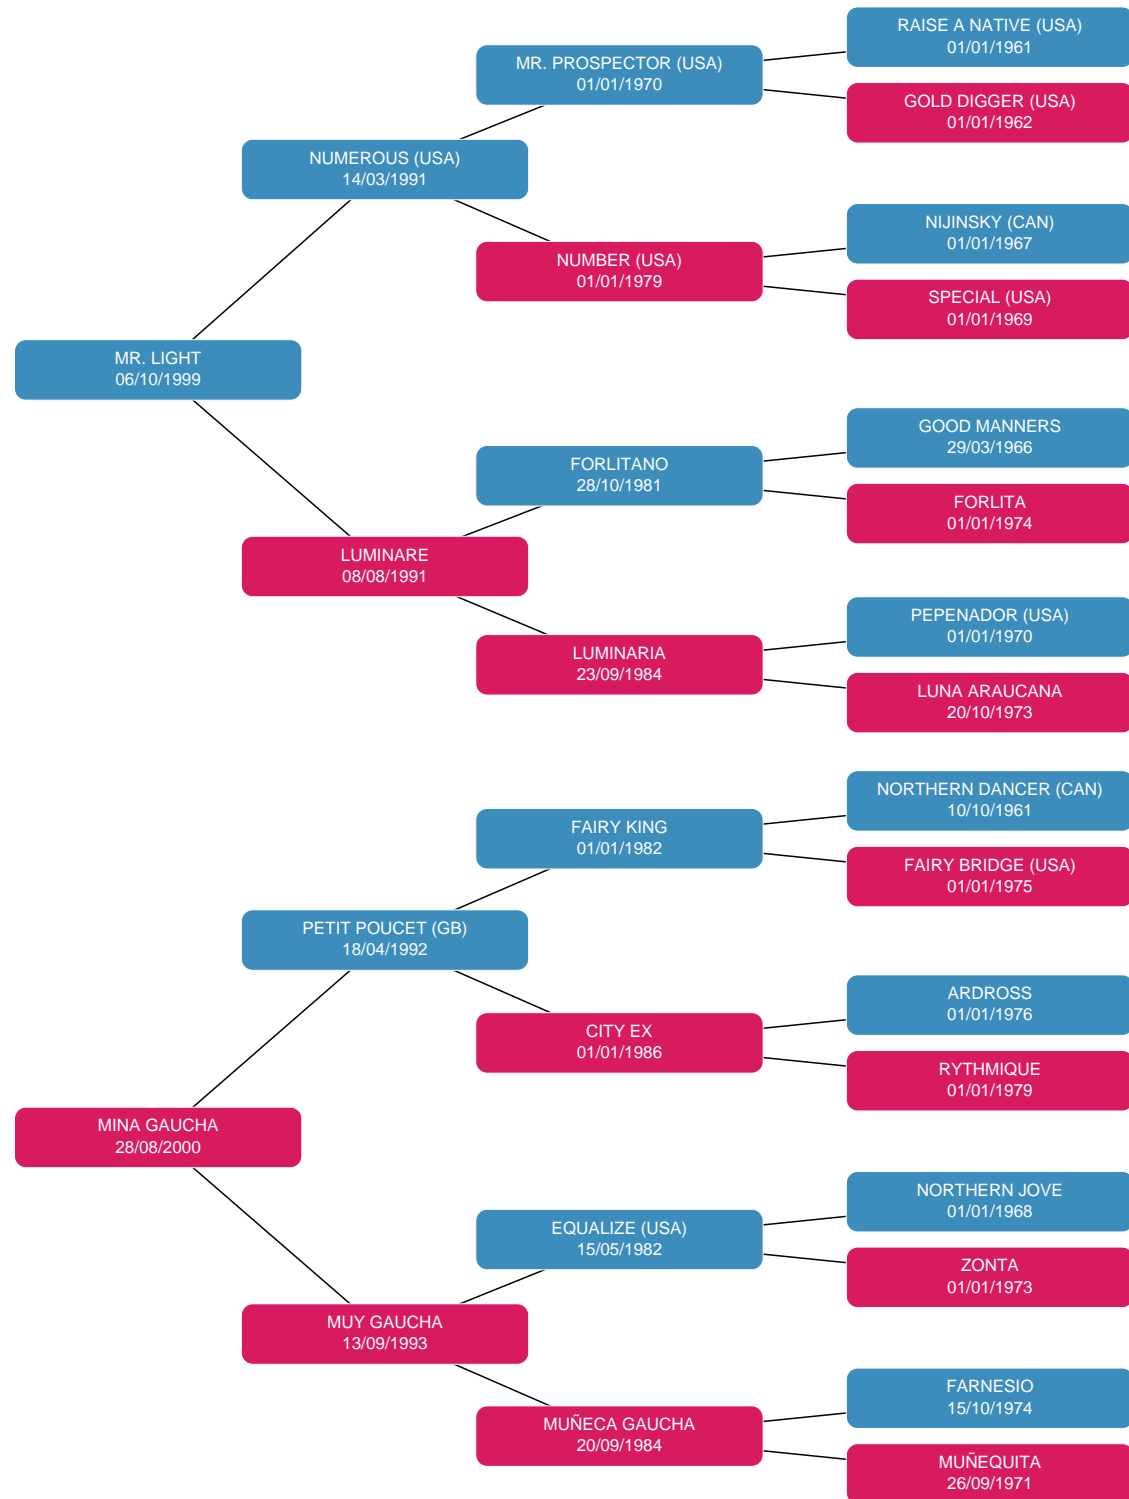 RAISE A NATIVE (USA)
01/01/1961
MR. PROSPECTOR (USA)
01/01/1970
GOLD DIGGER (USA)
01/01/1962
NUMEROUS (USA)
14/03/1991
NIJINSKY (CAN)
01/01/1967
NUMBER (USA)
01/01/1979
SPECIAL (USA)
01/01/1969
MR. LIGHT
06/10/1999
GOOD MANNERS
29/03/1966
FORLITANO
28/10/1981
FORLITA
01/01/1974
LUMINARE
08/08/1991
PEPENADOR (USA)
01/01/1970
LUMINARIA
23/09/1984
LUNA ARAUCANA
20/10/1973
NORTHERN DANCER (CAN)
10/10/1961
FAIRY KING
01/01/1982
FAIRY BRIDGE (USA)
01/01/1975
PETIT POUCET (GB)
18/04/1992
ARDROSS
01/01/1976
CITY EX
01/01/1986
RYTHMIQUE
01/01/1979
MINA GAUCHA
28/08/2000
NORTHERN JOVE
01/01/1968
EQUALIZE (USA)
15/05/1982
ZONTA
01/01/1973
MUY GAUCHA
13/09/1993
FARNESIO
15/10/1974
MUÑECA GAUCHA
20/09/1984
MUÑEQUITA
26/09/1971